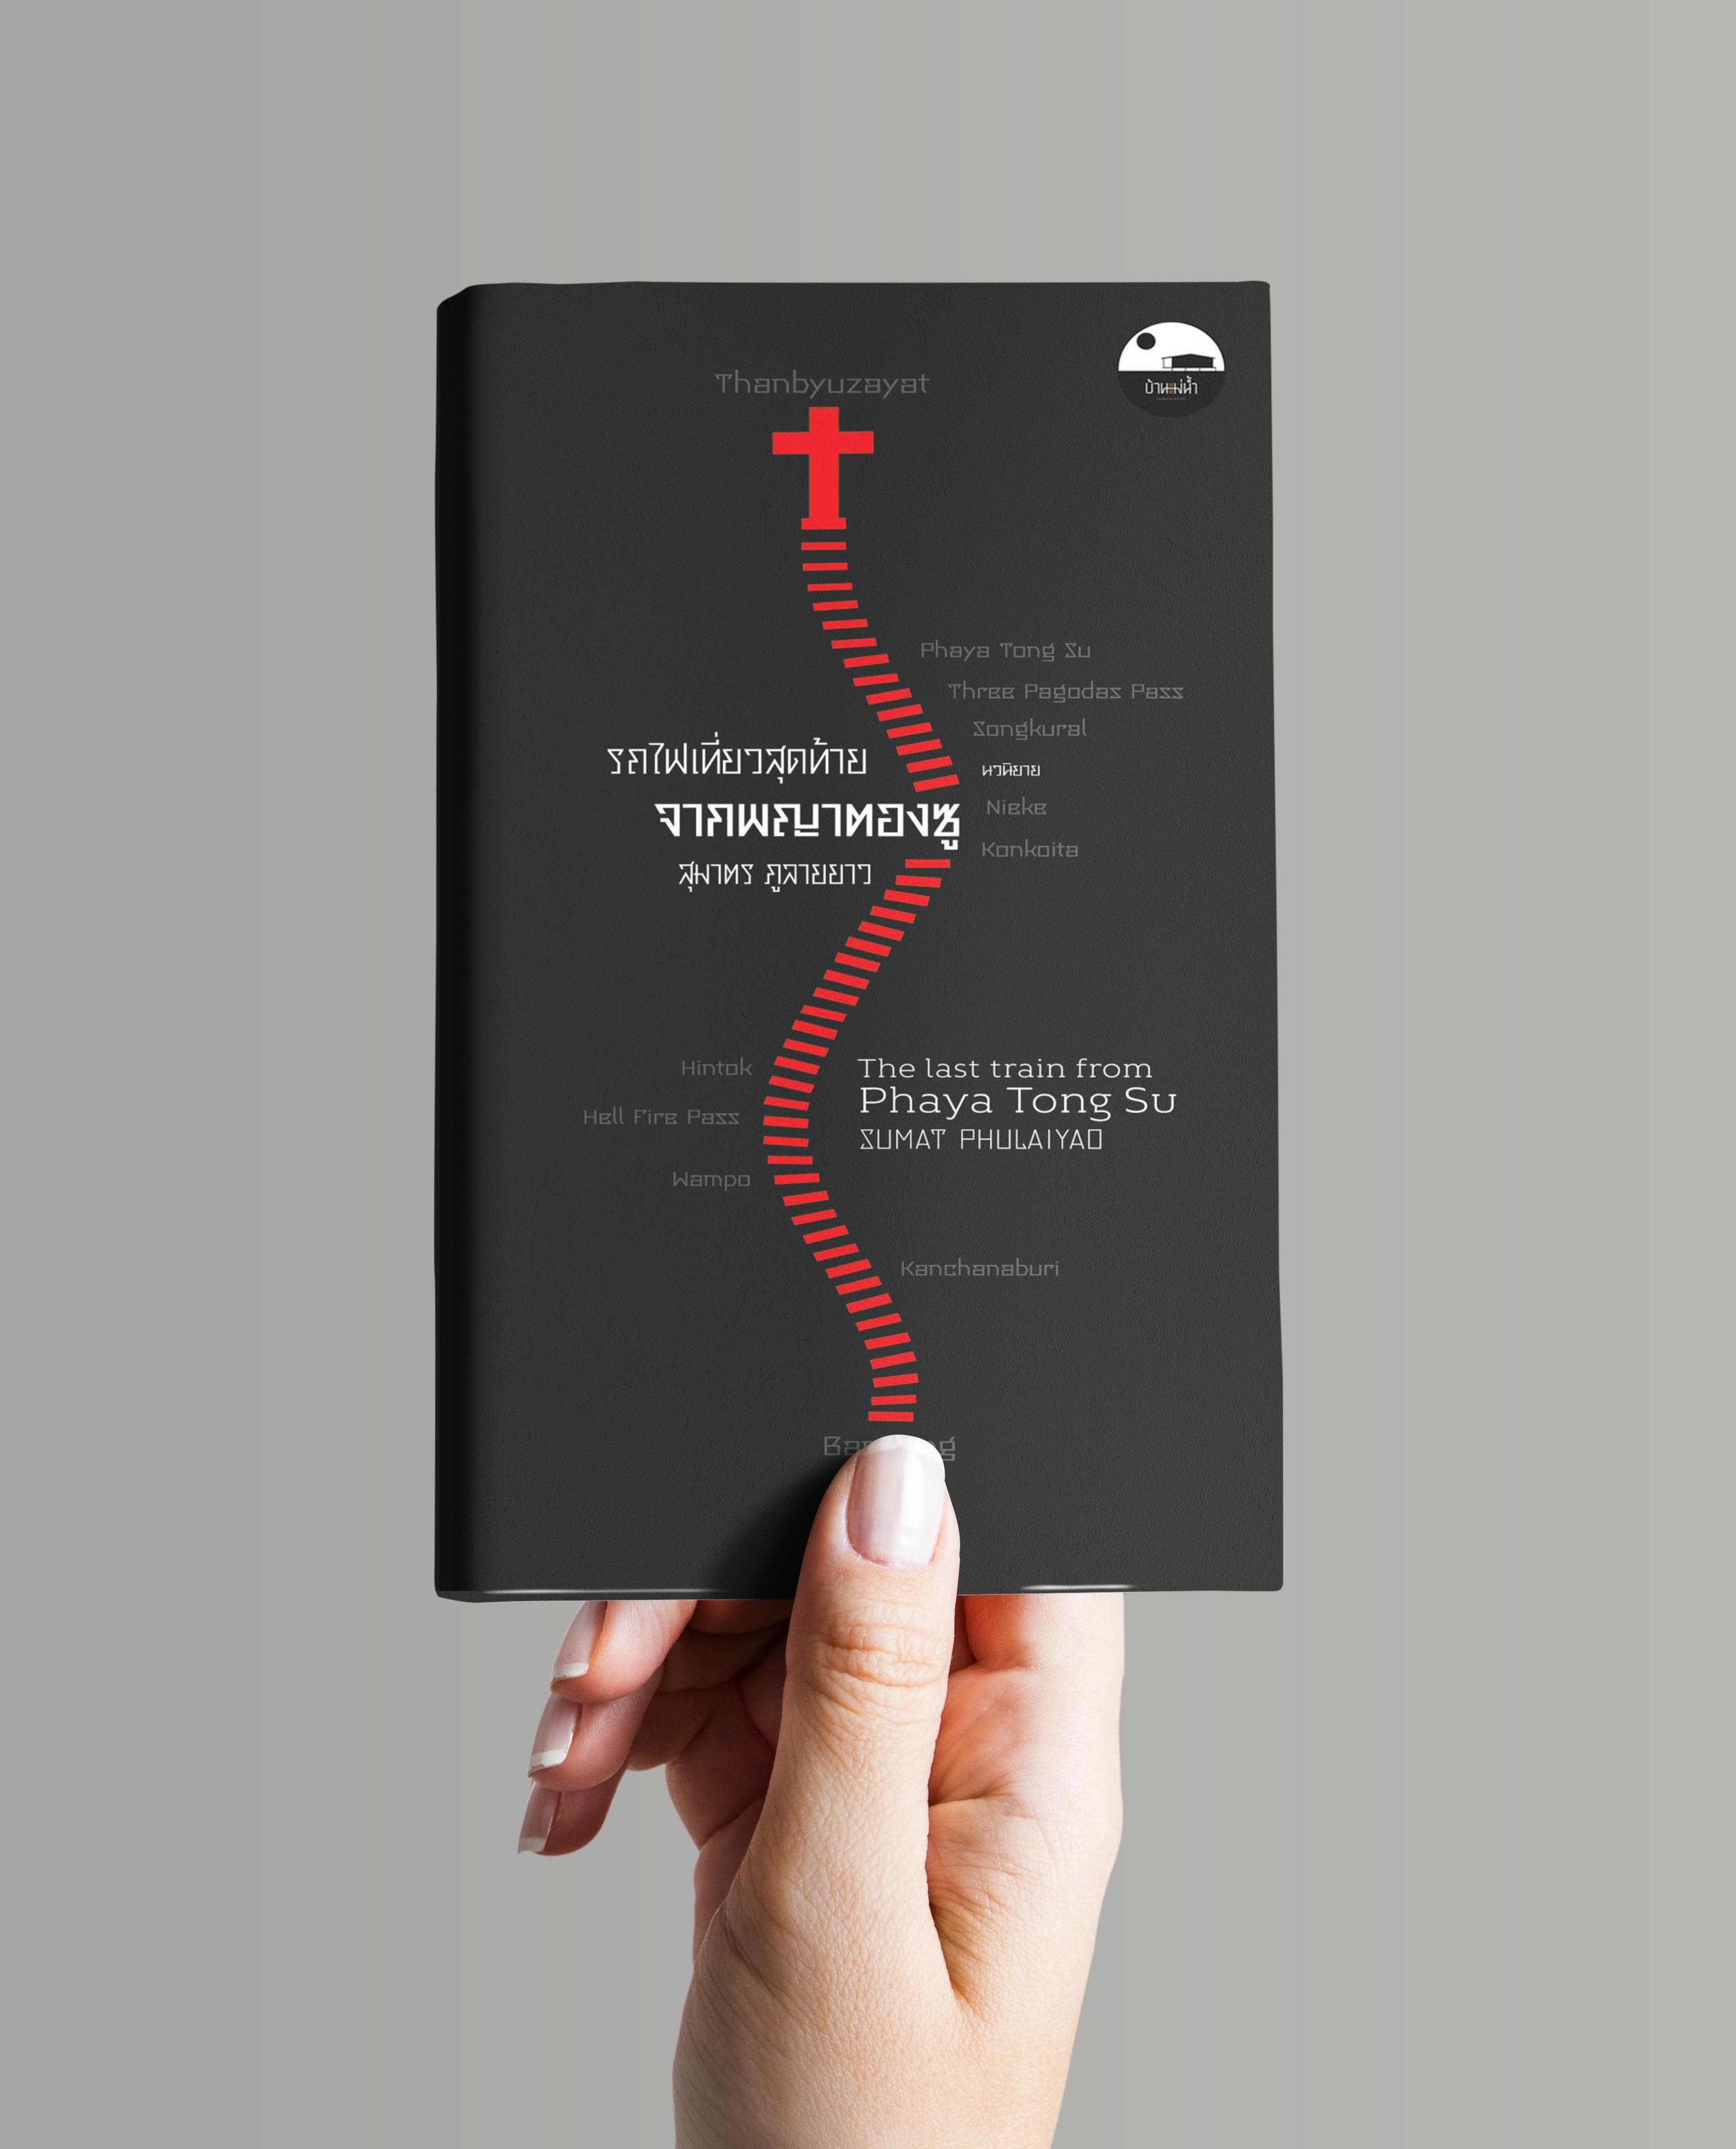 บ้านแม่น้ำ
Thanbyuzayat
Phaya Tong Su
Three Pagodas Pass
Songkurai
รถไฟเที่ยวสุดท้าย
นวนิยาย
จากพญาตองซู
Nieke
Konkoita
สุมาตร ภูลายยาว
Hintok
The last train from
Phaya Tong Su
Hell Fire Pass
SUMAT PHULAIYAO
Wampo
Kanchanaburi